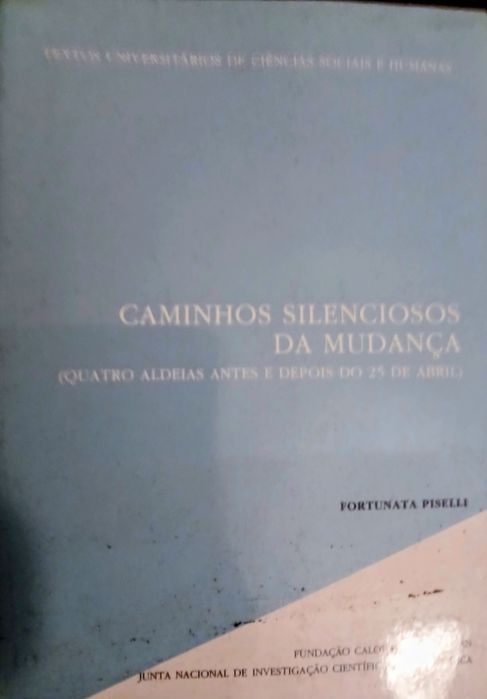 TEXTOS UNIVERSITÁRIOS DE CIÊNCIAS SOCIAIS E HUMANAS
CAMINHOS SILENCIOSOS
DA MUDANÇA
(QUATRO ALDEIAS ANTES E DEPOIS DO 25 DE ABRIL)
FORTUNATA PISELLI
FUNDAÇÃO
JUNTA NACIONAL DE INVESTIGAÇÃO